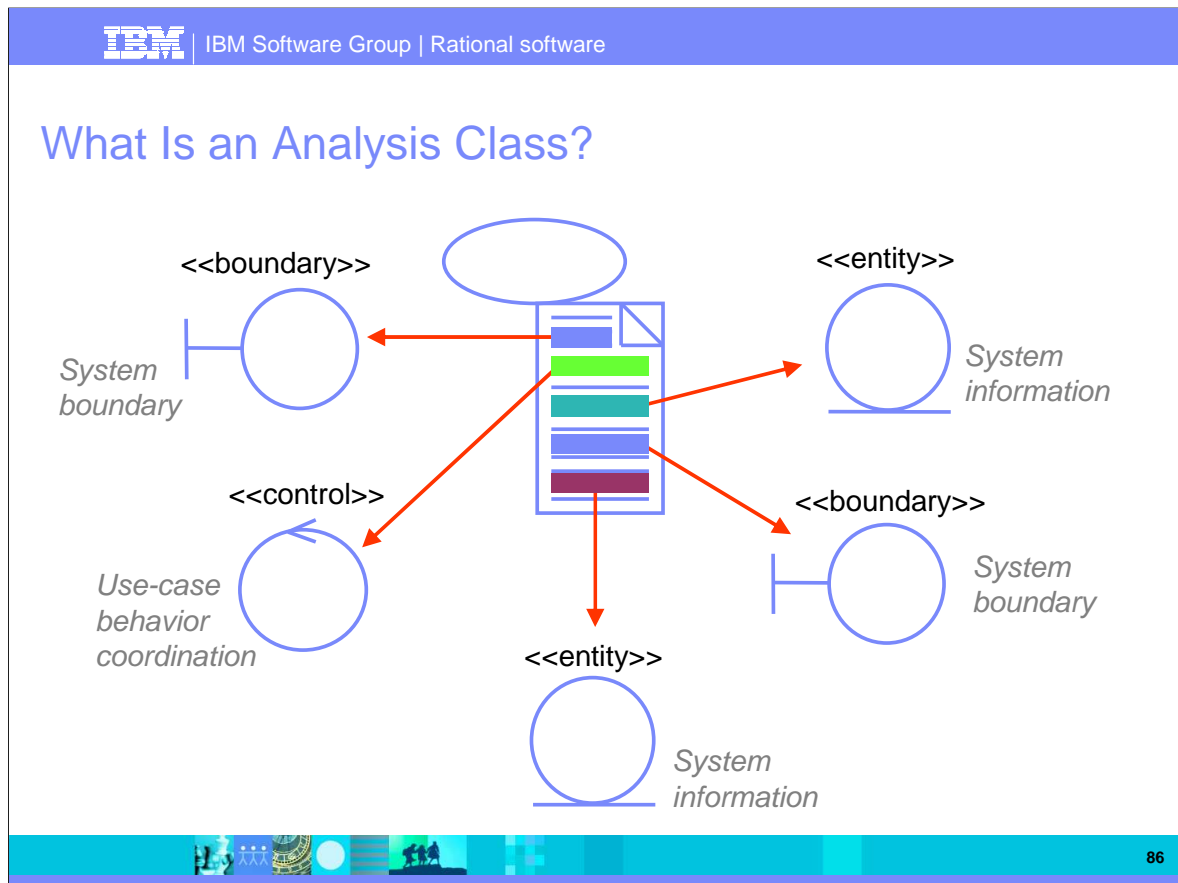 IBM IBM Software Group | Rational software
What Is an Analysis Class?
<<boundary>>
System
boundary
<<entity>>
System
information
<<control>>
Use-case
behavior
coordination
<<boundary>>
System
boundary
<<entity>>
System
information
86